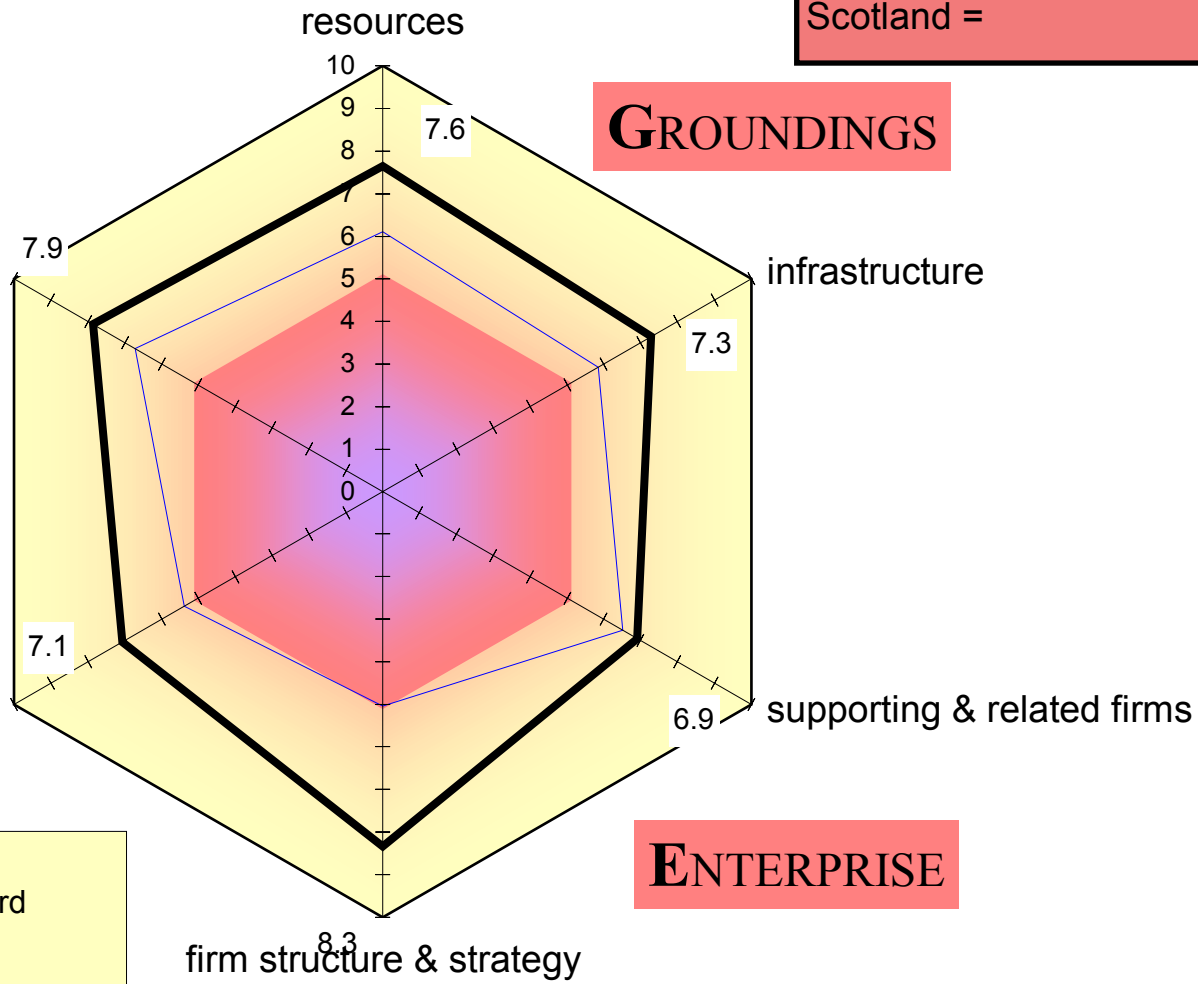 Scotland =
resources
10
9
7.6
8
GROUNDINGS
7
6
7.9
infrastructure
5
4
7.3
3
2
1
0
7.1
6.9
supporting & related firms
ENTERPRISE
rd
8.3
firm structure & strategy